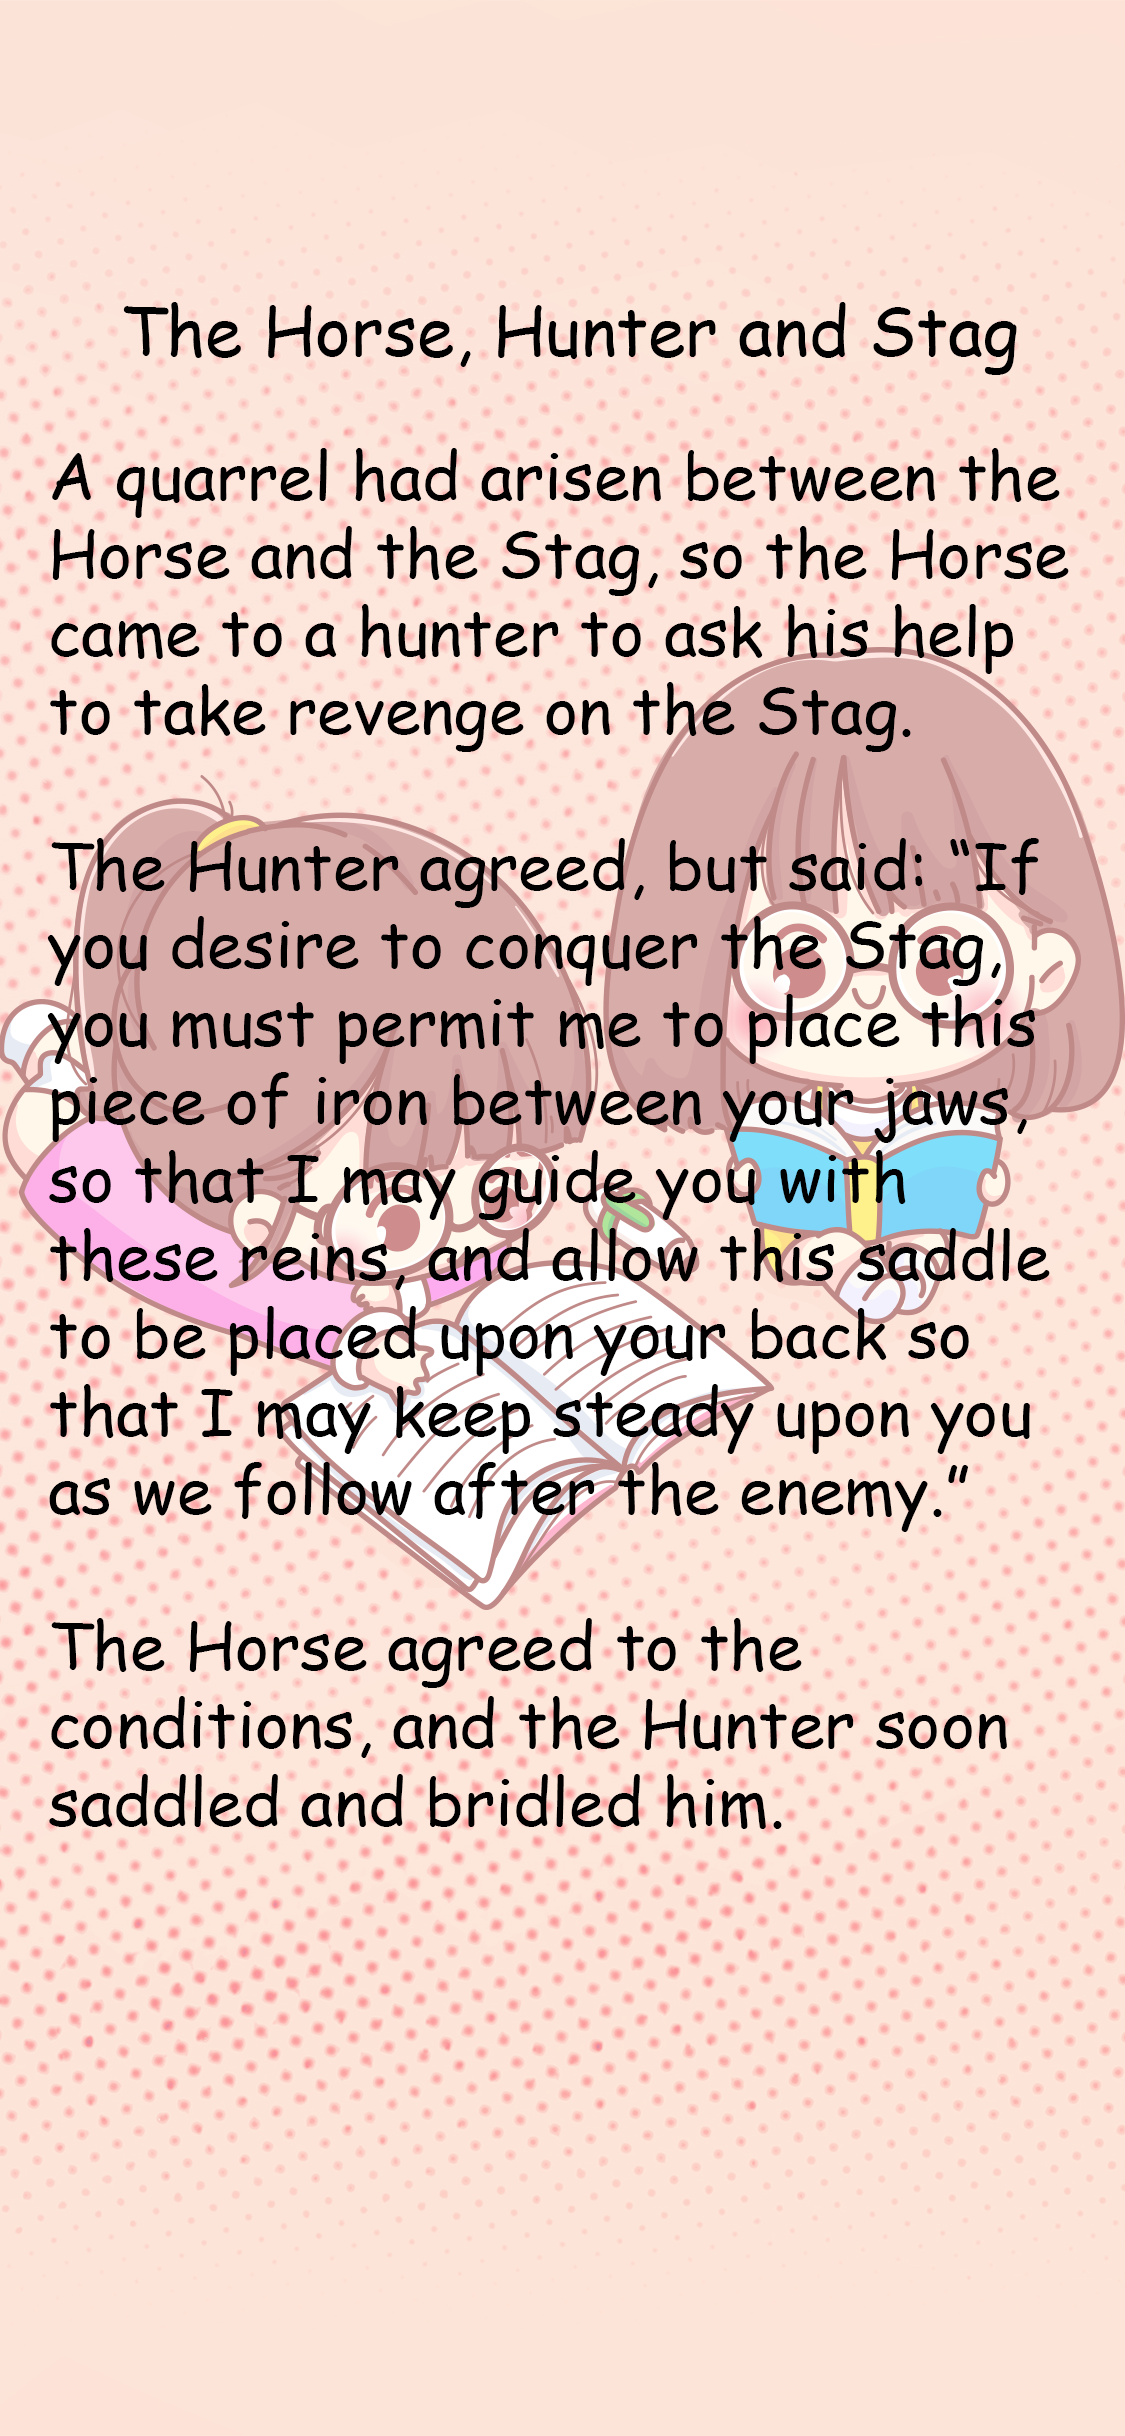 The Horse, Hunter and Stag
A quarrel had arisen between the
Horse and the Stag, so the Horse
came to a hunter to ask his help
to take revenge on the Stag.
The Hunter agreed, but said: “If
you desire to conquer the Stag,
you must permit me to place this
piece of iron between your jaws,
so that I may guide you with
these reins, and allow this saddle
to be placed upon your back so
that I may keep steady upon you
as we follow after the enemy.”
The Horse agreed to the
conditions, and the Hunter soon
saddled and bridled him.